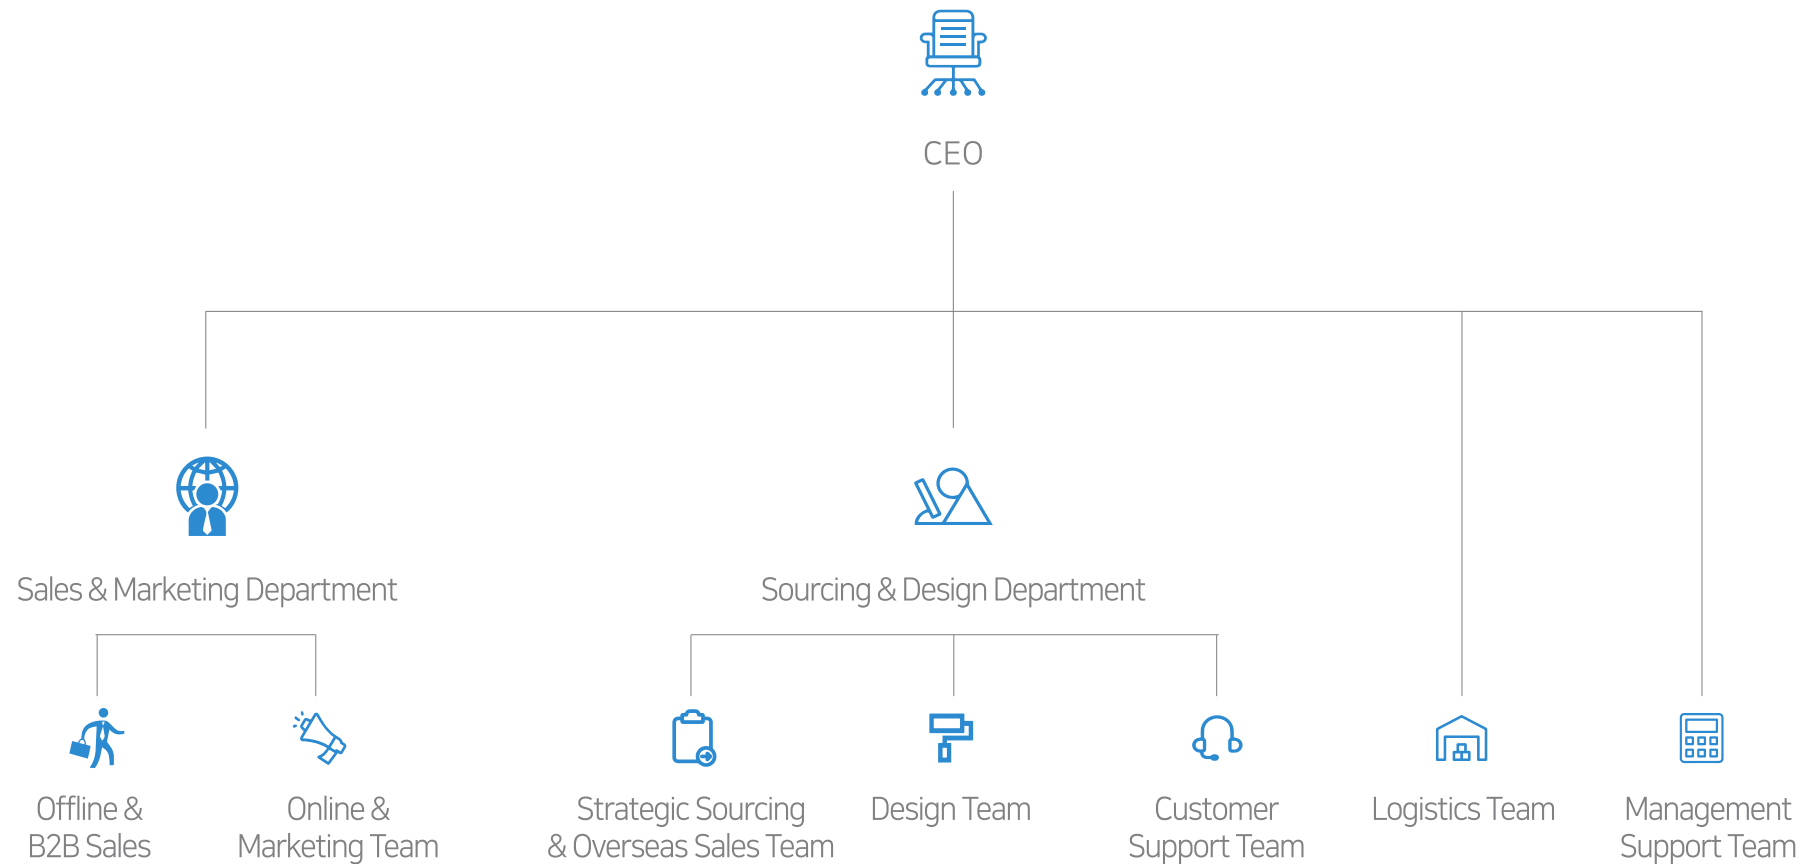 CEO
Sales & Marketing Department
Sourcing & Design Department
Offline &
B2B Sales
Online &
Marketing Team
Strategic Sourcing
& Overseas Sales Team
Design Team
Customer
Support Team
Logistics Team
Management
Support Team